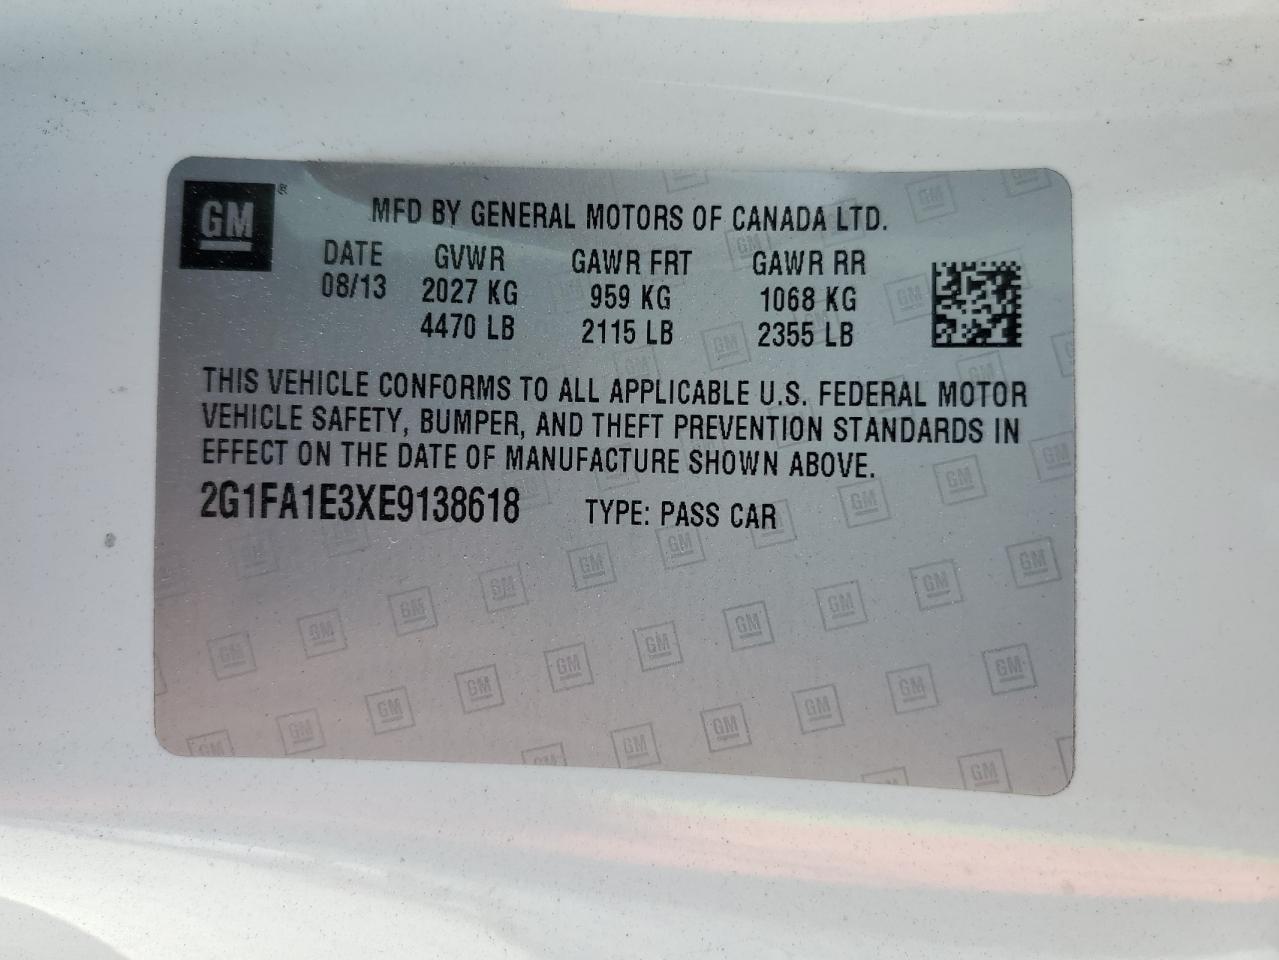 GM ®
MFD BY GENERAL MOTORS OF CANADA LTD.
DATE GVWR GAWR FRT GAWR RR
08/13 2027 KG 959 KG 1068 KG
4470 LB 2115 LB 2355 LB
THIS VEHICLE CONFORMS TO ALL APPLICABLE U.S. FEDERAL MOTOR
VEHICLE SAFETY, BUMPER, AND THEFT PREVENTION STANDARDS IN
EFFECT ON THE DATE OF MANUFACTURE SHOWN ABOVE.
2G1FA1E3XE9138618 TYPE: PASS CAR